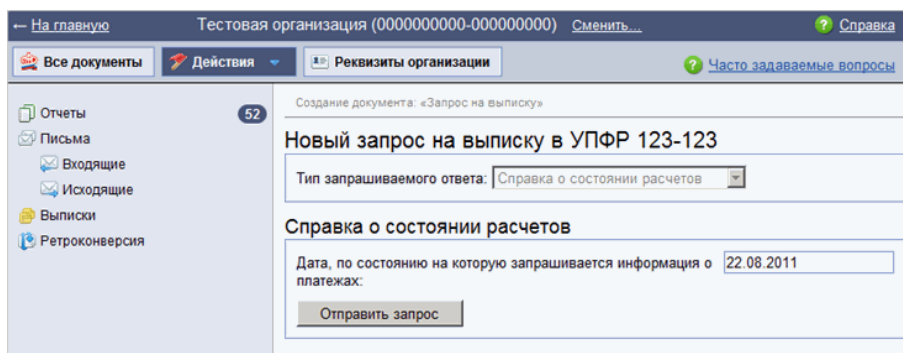 ← На главную Тестовая организация (0000000000-000000000) Сменить... Справка
Все документы Действия Реквизиты организации Часто задаваемые вопросы
Отчеты 52
Письма
Входящие
Исходящие
Выписки
Ретроконверсия
Создание документа: «Запрос на выписку»
Новый запрос на выписку в УПФР 123-123
Тип запрашиваемого ответа: Справка о состоянии расчетов
Справка о состоянии расчетов
Дата, по состоянию на которую запрашивается информация о 22.08.2011
платежах:
Отправить запрос